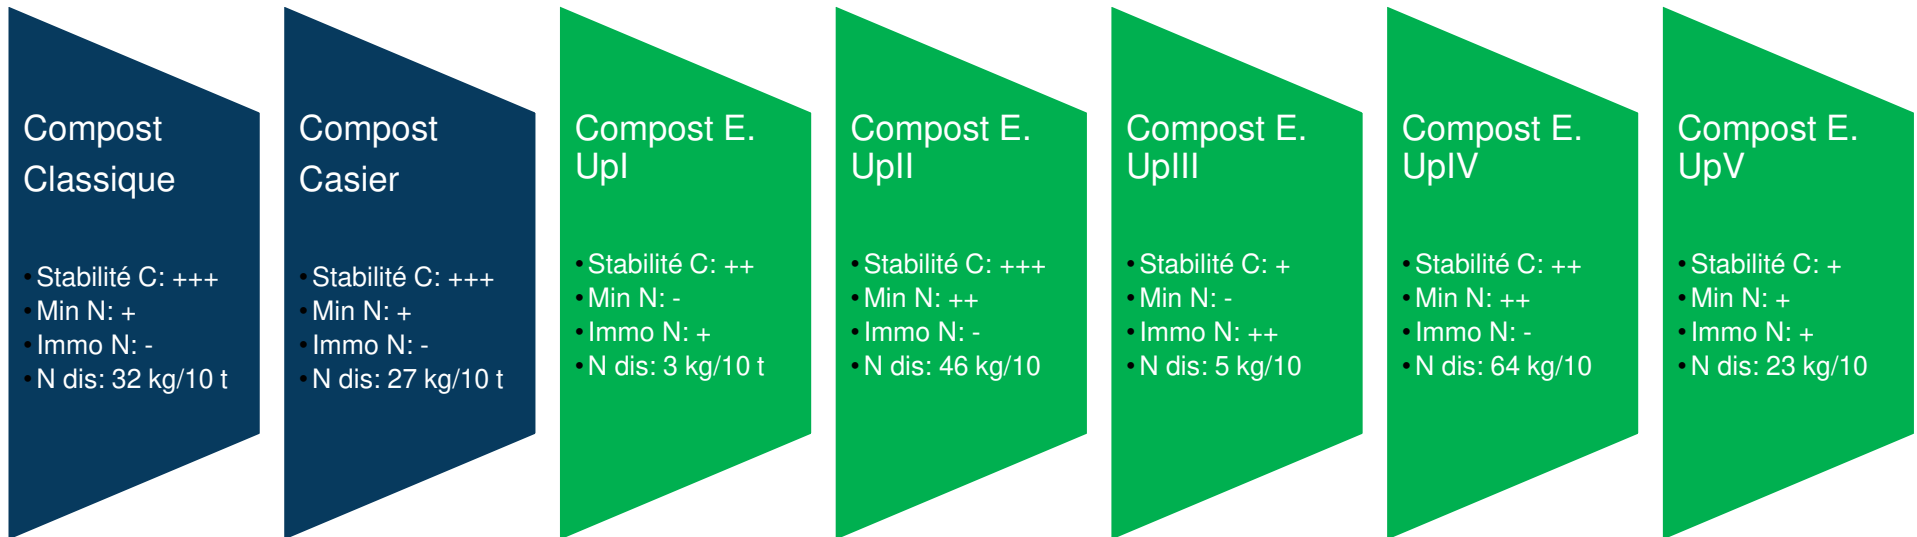 Compost
Classique
•Stabilité C: +++
•Min N: +
•Immo N: -
•N dis: 32 kg/10 t
Compost
Casier
•Stabilité C: +++
•Min N: +
•Immo N: -
•N dis: 27 kg/10 t
Compost E.
UpI
•Stabilité C: ++
•Min N: -
•Immo N: +
•N dis: 3 kg/10 t
Compost E.
UpII
•Stabilité C: +++
•Min N: ++
•Immo N: -
•N dis: 46 kg/10
Compost E.
UpIII
•Stabilité C: +
•Min N: -
•Immo N: ++
•N dis: 5 kg/10
Compost E.
UpIV
•Stabilité C: ++
•Min N: ++
•Immo N: -
•N dis: 64 kg/10
Compost E.
UpV
•Stabilité C: +
•Min N: +
•Immo N: +
•N dis: 23 kg/10